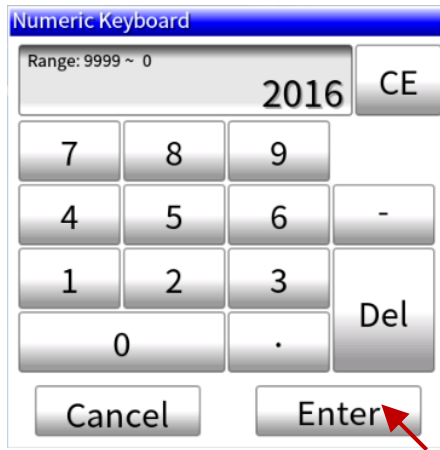 Numeric Keyboard
Range: 9999 ~ 0
2016 CE
7 8 9
4 5 6 -
1 2 3
Del
0 .
Cancel Enter